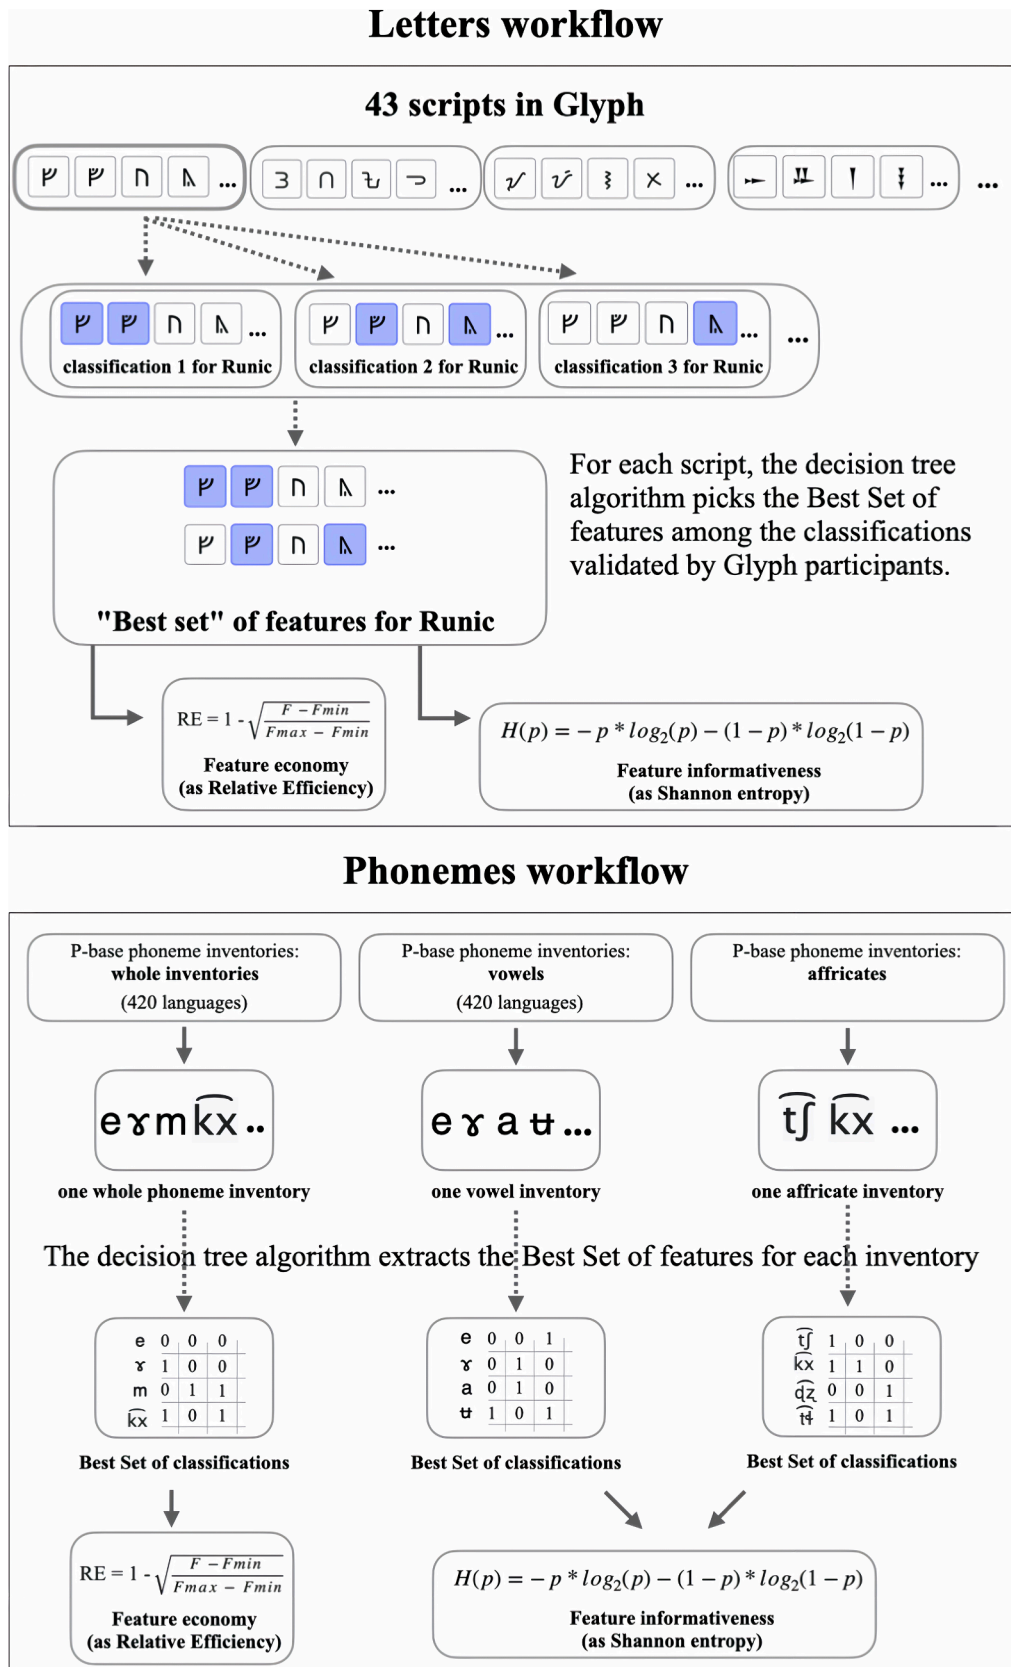 Letters workflow
43 scripts in Glyph
... ... ... ... ...
... ... ... ...
classification 1 for Runic classification 2 for Runic classification 3 for Runic
...
...
"Best set" of features for Runic
For each script, the decision tree
algorithm picks the Best Set of
features among the classifications
validated by Glyph participants.
RE = 1 - √((F − Fmin)/(Fmax − Fmin))
Feature economy
(as Relative Efficiency)
H(p) = − p * log₂(p) − (1 − p) * log₂(1 − p)
Feature informativeness
(as Shannon entropy)
Phonemes workflow
P-base phoneme inventories:
whole inventories
(420 languages)
P-base phoneme inventories:
vowels
(420 languages)
P-base phoneme inventories:
affricates
e ɤ m k͡x ..
one whole phoneme inventory
e ɤ a ʉ ...
one vowel inventory
t͡ʃ k͡x ...
one affricate inventory
The decision tree algorithm extracts the Best Set of features for each inventory
e 0 0 0
ɤ 1 0 0
m 0 1 1
k͡x 1 0 1
Best Set of classifications
e 0 0 1
ɤ 0 1 0
a 0 1 0
ʉ 1 0 1
Best Set of classifications
t͡ʃ 1 0 0
k͡x 1 1 0
ɖ͡ʐ 0 0 1
1 0 1
Best Set of classifications
RE = 1 - √((F − Fmin)/(Fmax − Fmin))
Feature economy
(as Relative Efficiency)
H(p) = − p * log₂(p) − (1 − p) * log₂(1 − p)
Feature informativeness
(as Shannon entropy)